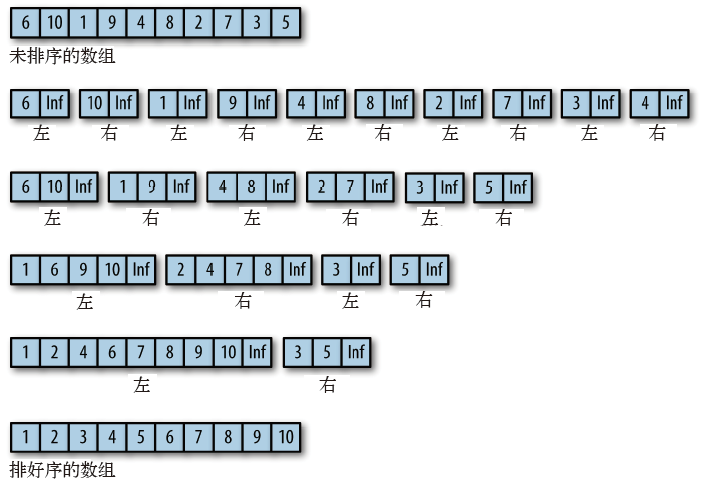 6 10 1 9 4 8 2 7 3 5
未排序的数组
6 Inf 10 Inf 1 Inf 9 Inf 4 Inf 8 Inf 2 Inf 7 Inf 3 Inf 4 Inf
左 右 左 右 左 右 左 右 左 右
6 10 Inf 1 9 Inf 4 8 Inf 2 7 Inf 3 Inf 5 Inf
左 右 左 右 左 右
1 6 9 10 Inf 2 4 7 8 Inf 3 Inf 5 Inf
左 右 左 右
1 2 4 6 7 8 9 10 Inf 3 5 Inf
左 右
1 2 3 4 5 6 7 8 9 10
排好序的数组